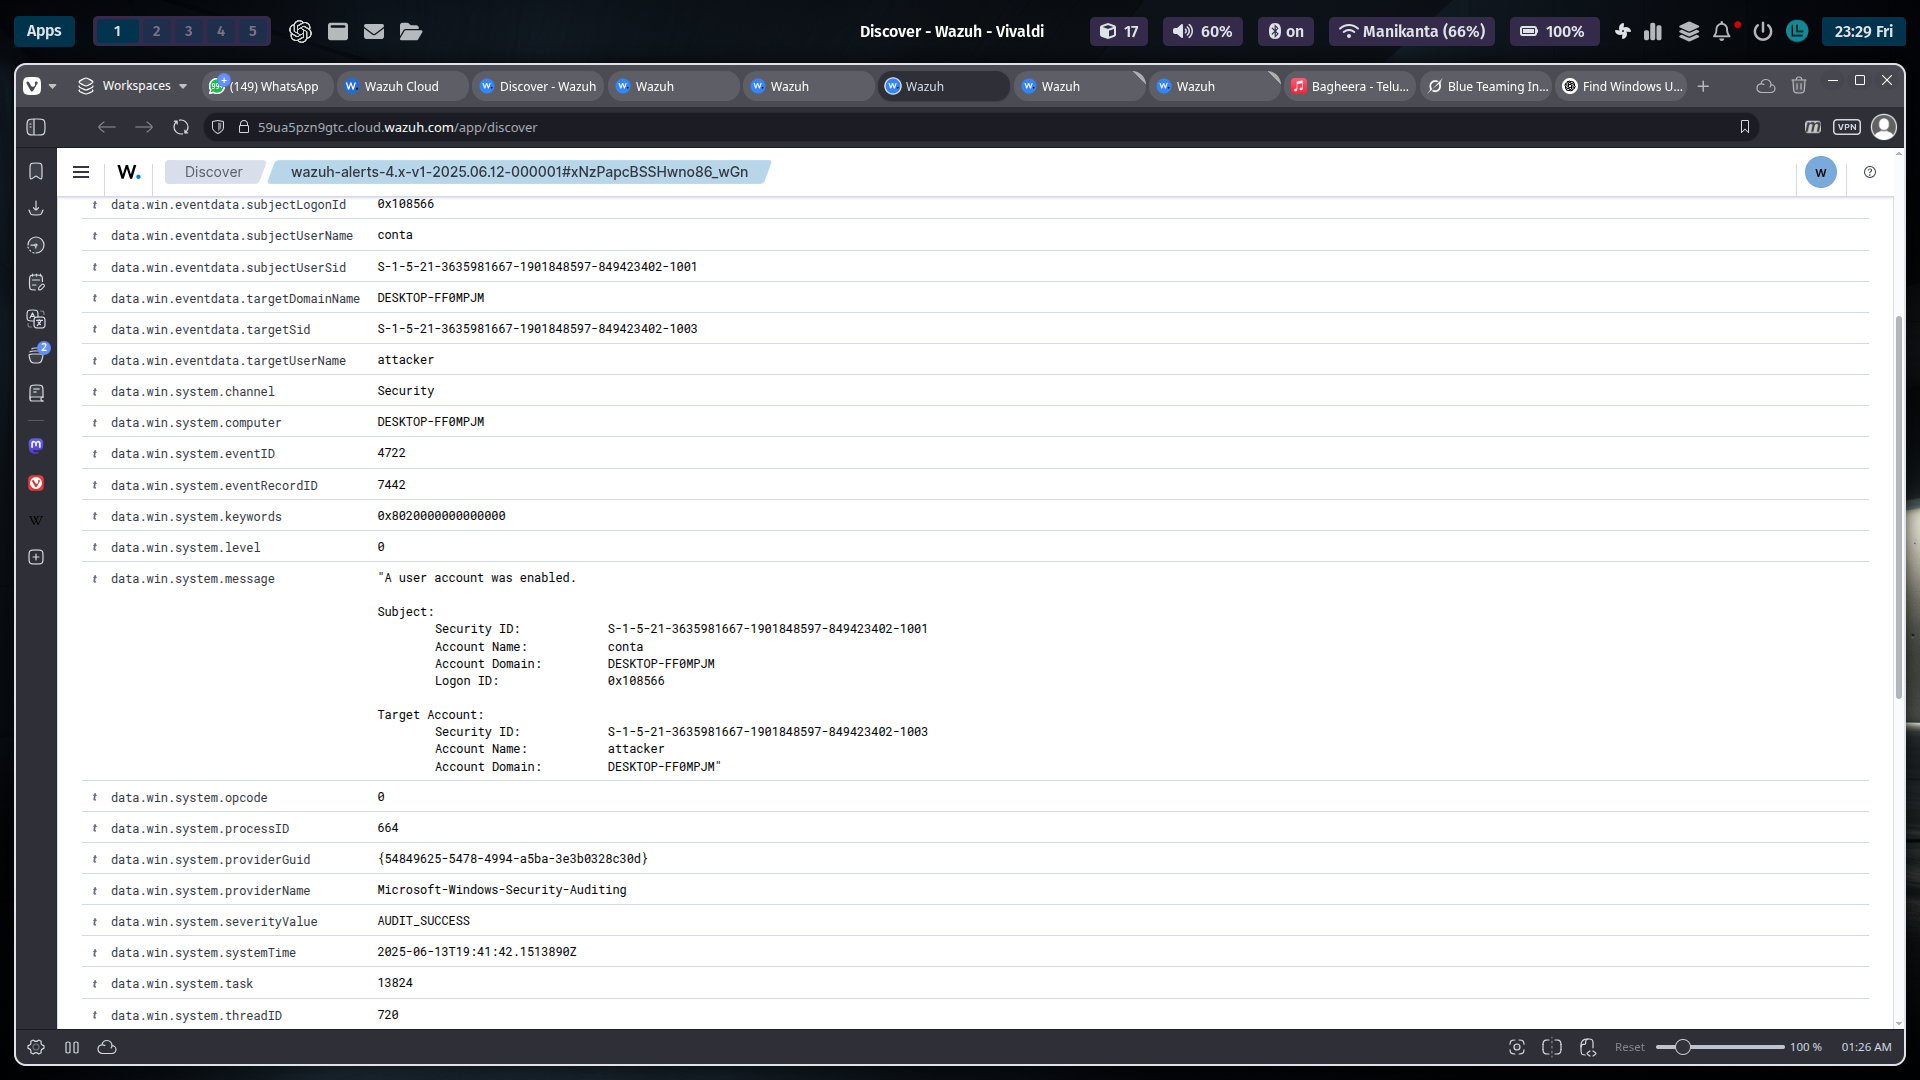 Apps 1 2 3 4 5 Discover - Wazuh - Vivaldi 17 60% on Manikanta (66%) 100% 23:29 Fri
Workspaces (149) WhatsApp Wazuh Cloud Discover - Wazuh Wazuh Wazuh Wazuh Wazuh Wazuh Bagheera - Telu... Blue Teaming In... Find Windows U...
59ua5pzn9gtc.cloud.wazuh.com/app/discover VPN
W. Discover wazuh-alerts-4.x-v1-2025.06.12-000001#xNzPapcBSSHwno86_wGn W
t data.win.eventdata.subjectLogonId 0x108566
t data.win.eventdata.subjectUserName conta
t data.win.eventdata.subjectUserSid S-1-5-21-3635981667-1901848597-849423402-1001
t data.win.eventdata.targetDomainName DESKTOP-FF0MPJM
t data.win.eventdata.targetSid S-1-5-21-3635981667-1901848597-849423402-1003
t data.win.eventdata.targetUserName attacker
t data.win.system.channel Security
t data.win.system.computer DESKTOP-FF0MPJM
t data.win.system.eventID 4722
t data.win.system.eventRecordID 7442
t data.win.system.keywords 0x8020000000000000
t data.win.system.level 0
t data.win.system.message "A user account was enabled.
Subject:
Security ID: S-1-5-21-3635981667-1901848597-849423402-1001
Account Name: conta
Account Domain: DESKTOP-FF0MPJM
Logon ID: 0x108566
Target Account:
Security ID: S-1-5-21-3635981667-1901848597-849423402-1003
Account Name: attacker
Account Domain: DESKTOP-FF0MPJM"
t data.win.system.opcode 0
t data.win.system.processID 664
t data.win.system.providerGuid {54849625-5478-4994-a5ba-3e3b0328c30d}
t data.win.system.providerName Microsoft-Windows-Security-Auditing
t data.win.system.severityValue AUDIT_SUCCESS
t data.win.system.systemTime 2025-06-13T19:41:42.1513890Z
t data.win.system.task 13824
t data.win.system.threadID 720
2
Reset 100 % 01:26 AM